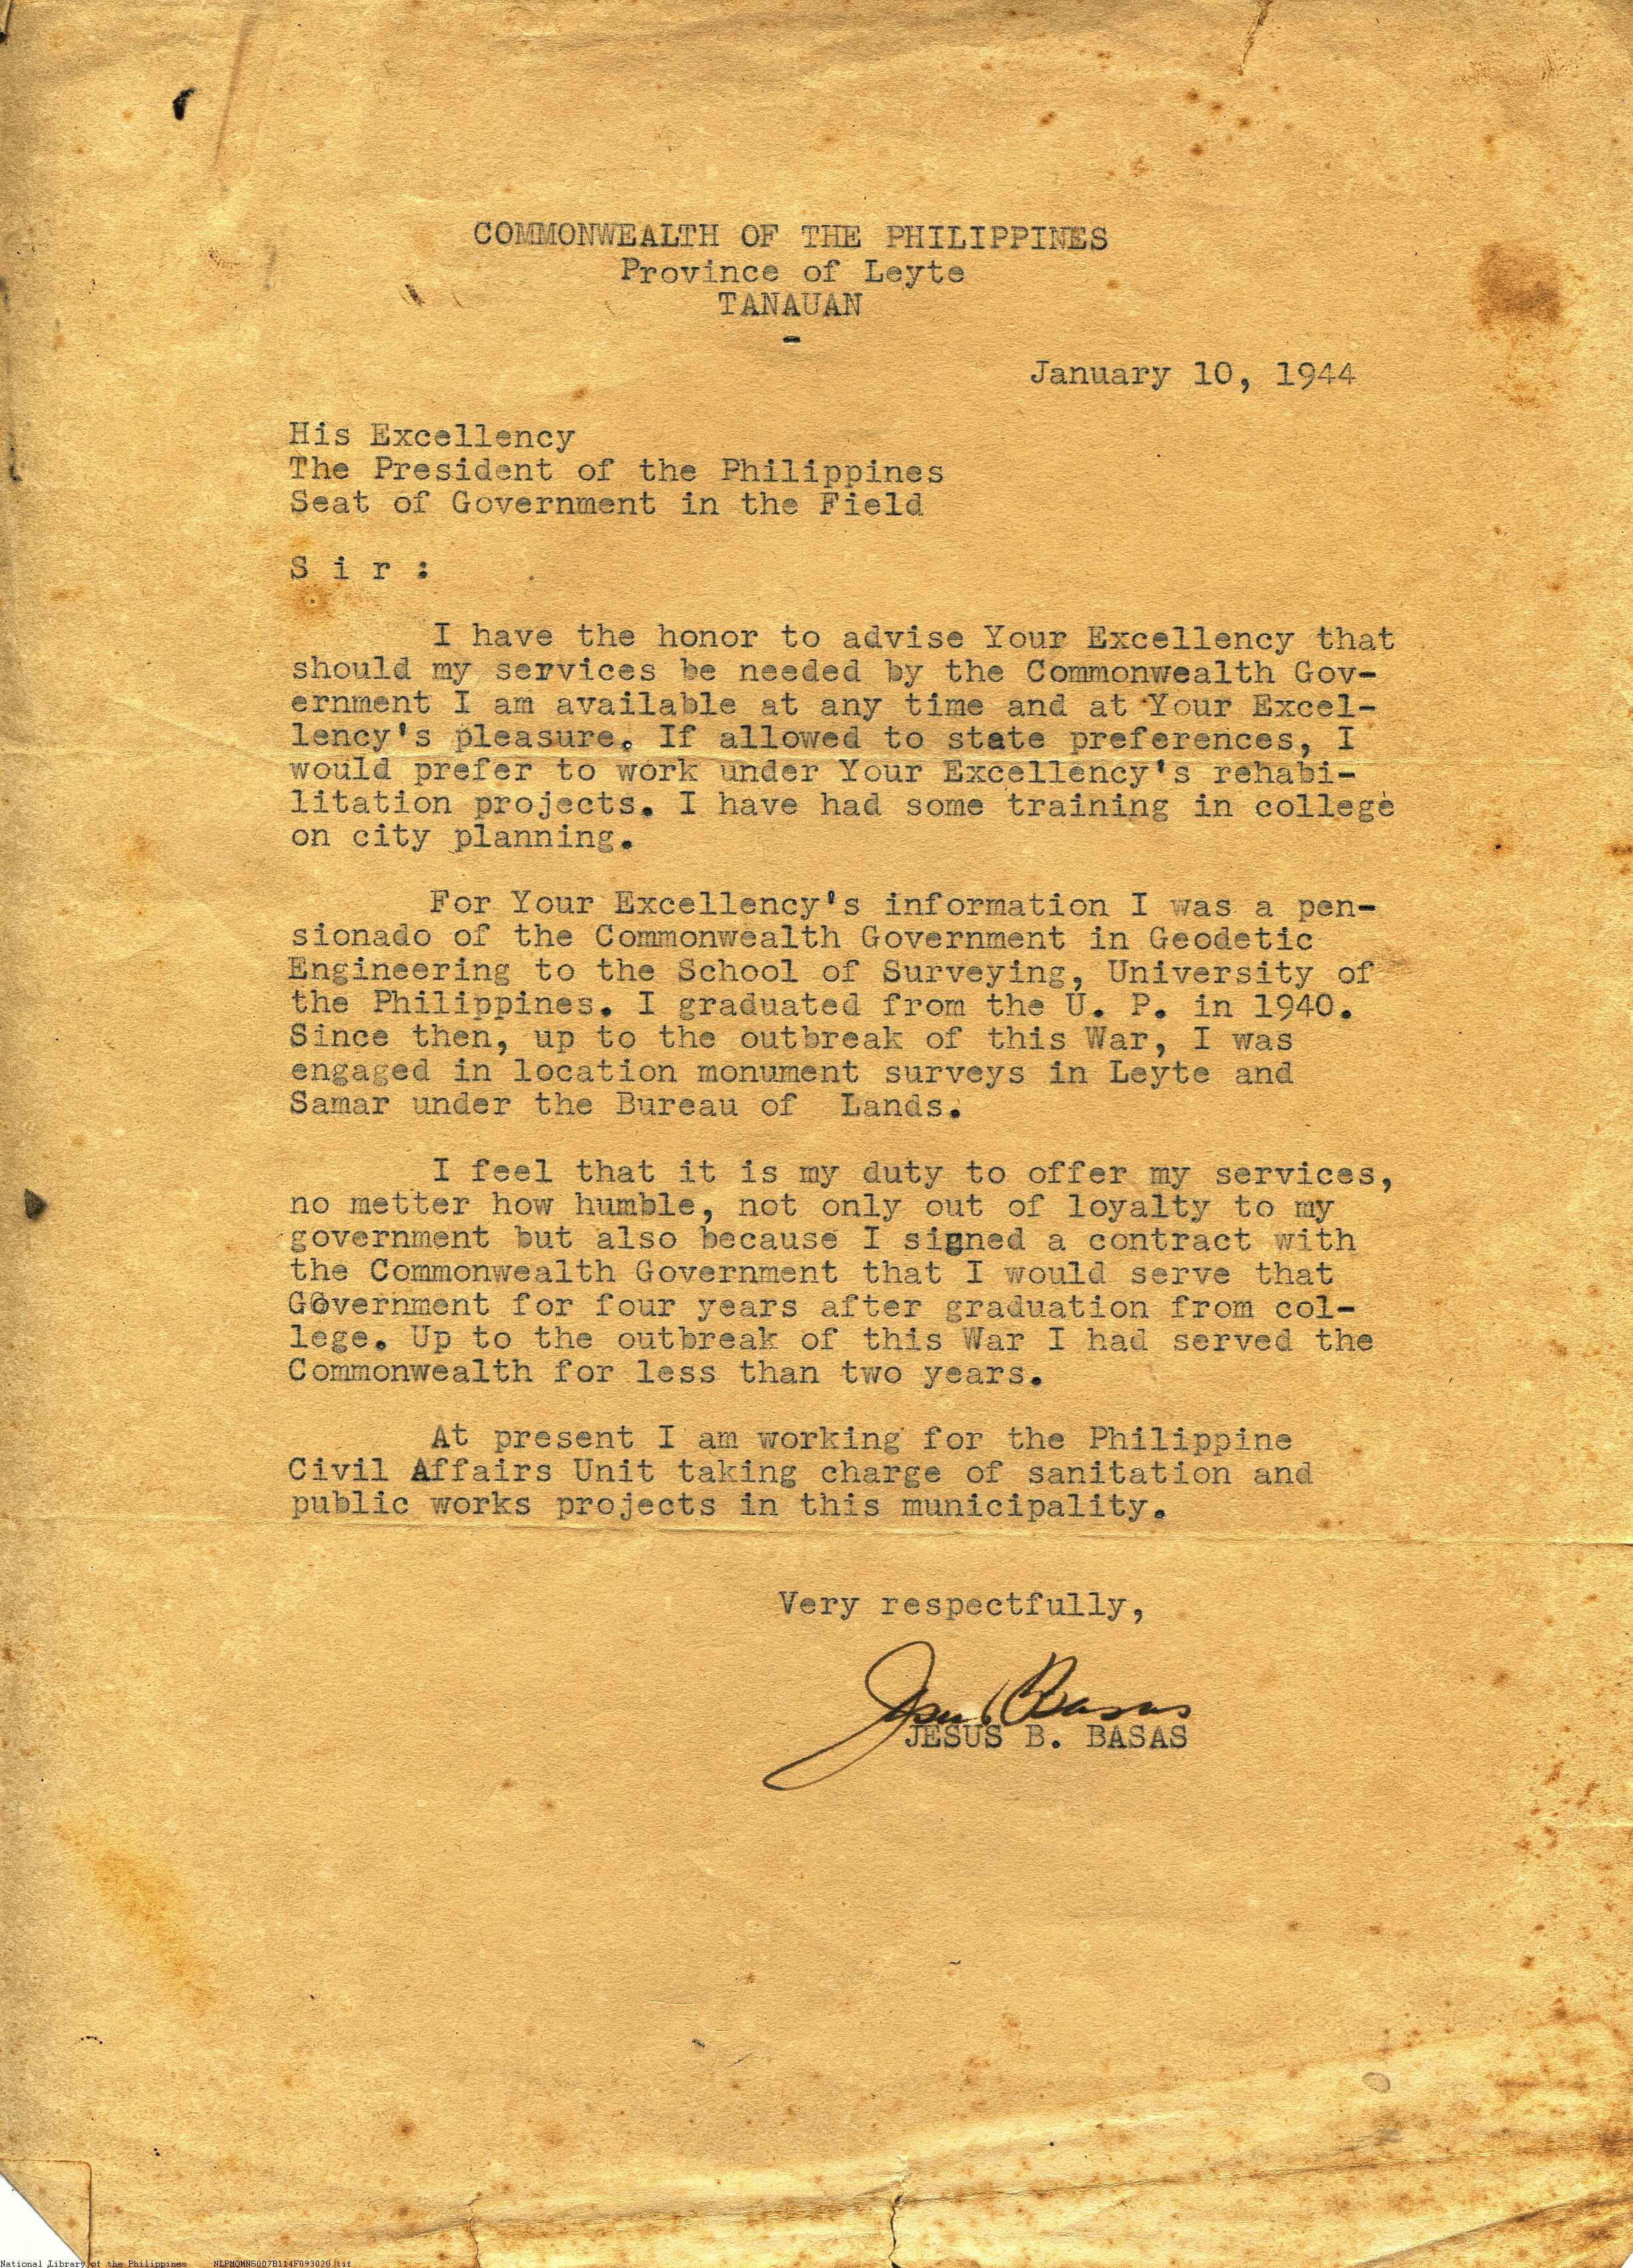 COMMONWEALTH OF THE PHILIPPINES
Province of Leyte
TANAUAN
-
January 10, 1944
His Excellency
The President of the Philippines
Seat of Government in the Field
S i r :
I have the honor to advise Your Excellency that
should my services be needed by the Commonwealth Gov-
ernment I am available at any time and at Your Excel-
lency's pleasure. If allowed to state preferences, I
would prefer to work under Your Excellency's rehabi-
litation projects. I have had some training in college
on city planning.
For Your Excellency's information I was a pen-
sionado of the Commonwealth Government in Geodetic
Engineering to the School of Surveying, University of
the Philippines. I graduated from the U. P. in 1940.
Since then, up to the outbreak of this War, I was
engaged in location monument surveys in Leyte and
Samar under the Bureau of Lands.
I feel that it is my duty to offer my services,
no metter how humble, not only out of loyalty to my
government but also because I signed a contract with
the Commonwealth Government that I would serve that
Government for four years after graduation from col-
lege. Up to the outbreak of this War I had served the
Commonwealth for less than two years.
At present I am working for the Philippine
Civil Affairs Unit taking charge of sanitation and
public works projects in this municipality.
Very respectfully,
Jesus Basas
JESUS B. BASAS
National Library of the Philippines NLPMQMN5007B114F093020.tif